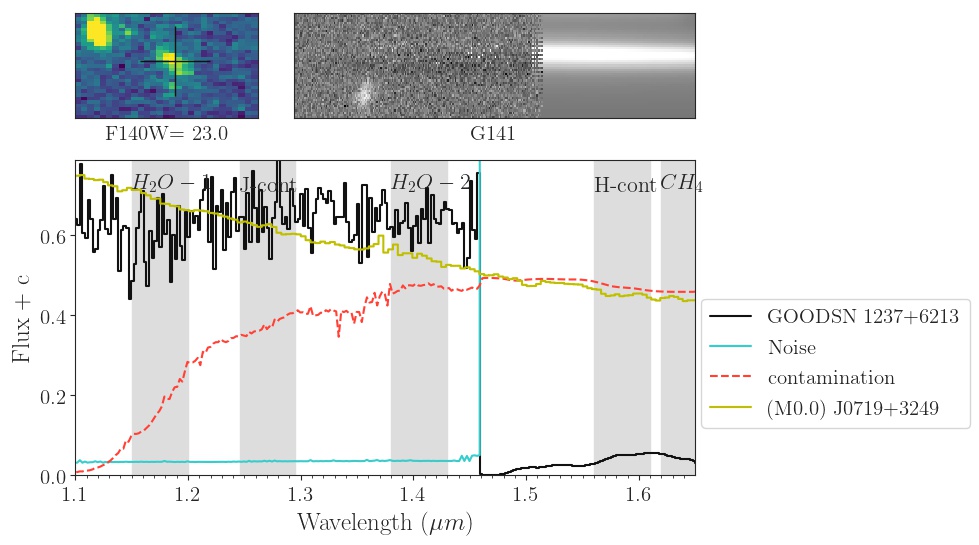 F140W= 23.0
G141
H₂O − 1
J-cont
H₂O − 2
H-cont
CH₄
Flux + c
0.6
0.4
0.2
0.0
1.1
1.2
1.3
1.4
1.5
1.6
Wavelength (μm)
GOODSN 1237+6213
Noise
contamination
(M0.0) J0719+3249